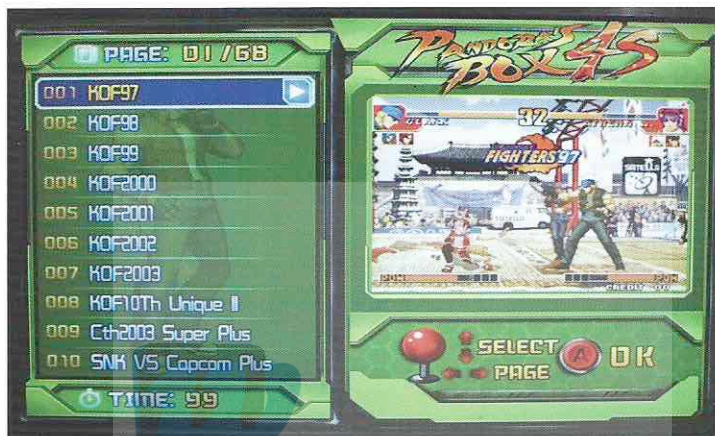 PAGE: 01/68
001 KOF97
002 KOF98
003 KOF99
004 KOF2000
005 KOF2001
006 KOF2002
007 KOF2003
008 KOF10Th Unique II
009 Cth2003 Super Plus
010 SNK VS Capcom Plus
TIME: 99
PANDORA'S
BOX 4S
32
FIGHTERS'97
SELECT
PAGE
A OK